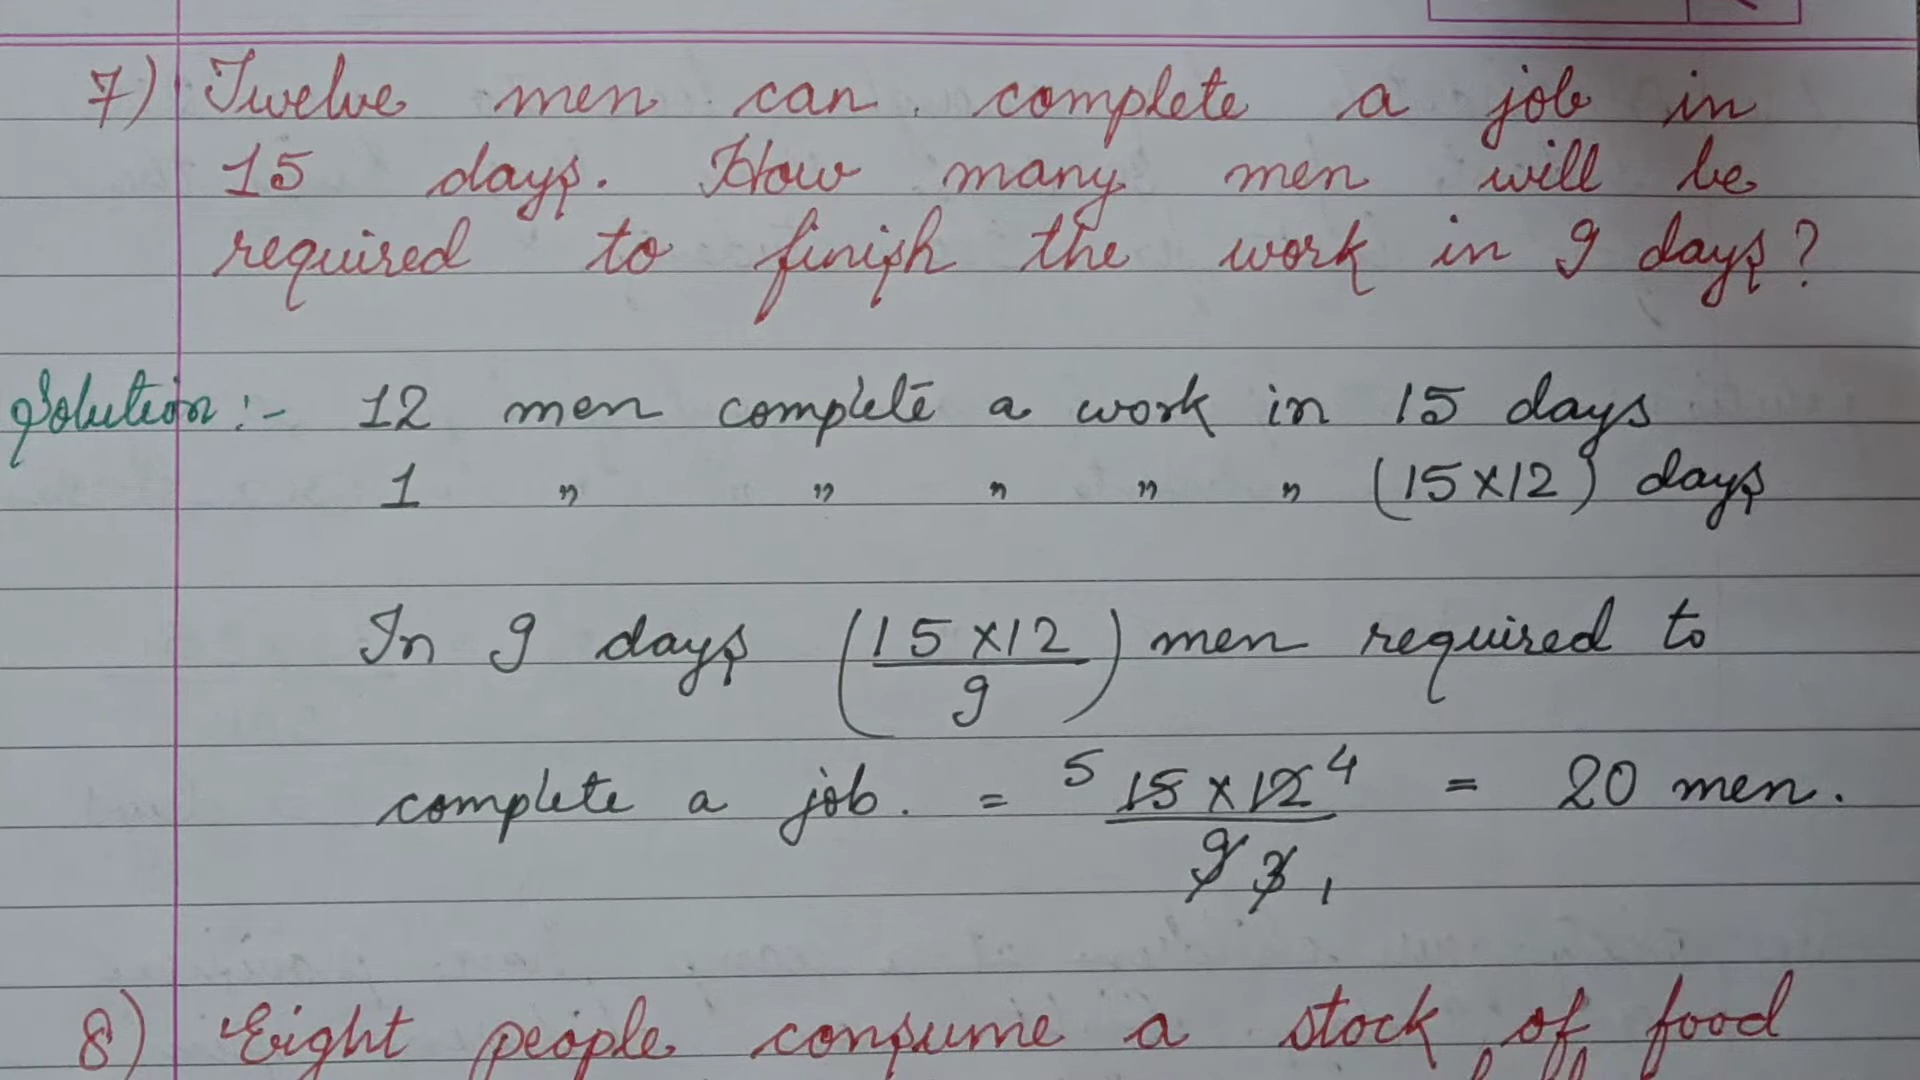 7) Twelve men can complete a job in
15 days. How many men will be
required to finish the work in 9 days?
Solution :- 12 men complete a work in 15 days
1 " " " " " (15×12) days
In 9 days (15×12/9) men required to
complete a job. = 5 15×12 4 / 9 3 1 = 20 men.
8) Eight people consume a stock of food